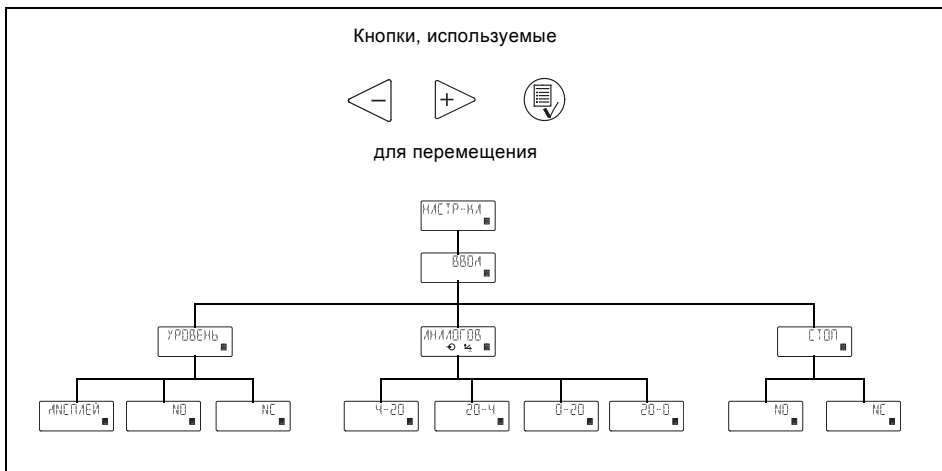 Кнопки, используемые
для перемещения
НАСТР-КА
ВВОД
УРОВЕНЬ
АНАЛОГОВ
СТОП
ДИСПЛЕЙ NO NC 4-20 20-4 0-20 20-0 NO NC